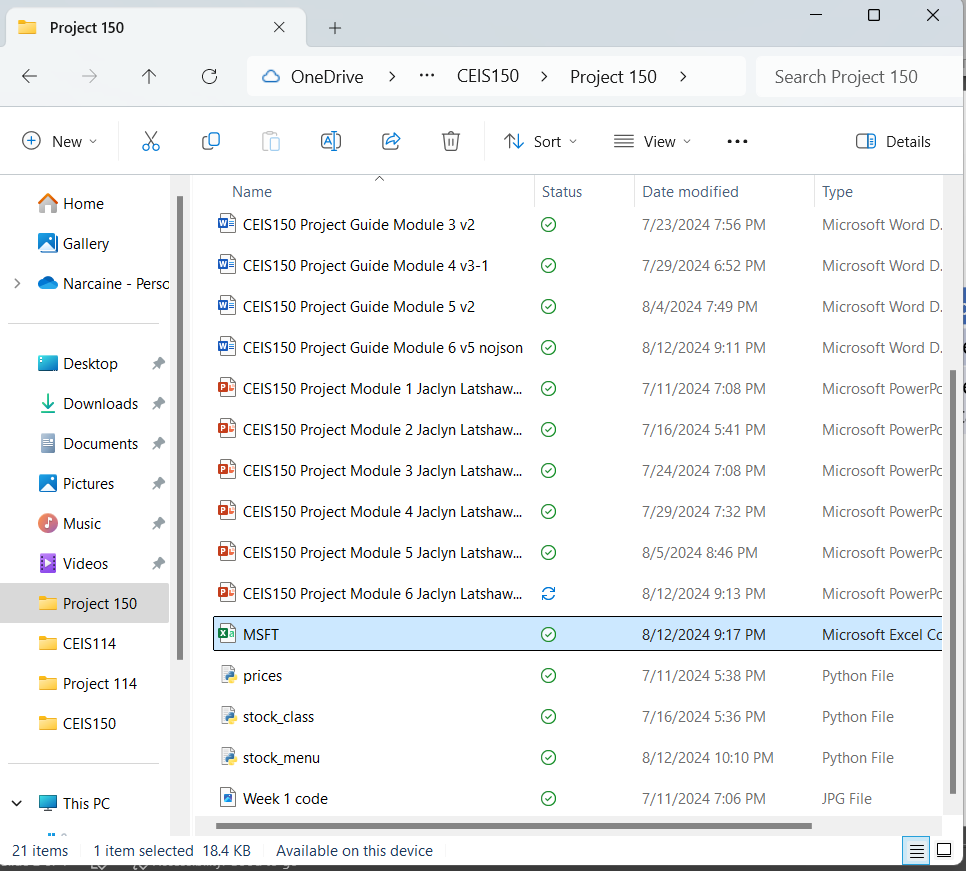 Project 150
OneDrive > ... CEIS150 > Project 150 >
Search Project 150
New
Sort
View
Details
Name Status Date modified Type
Home
Gallery
Narcaine - Perso
Desktop
Downloads
Documents
Pictures
Music
Videos
Project 150
CEIS114
Project 114
CEIS150
This PC
CEIS150 Project Guide Module 3 v2 7/23/2024 7:56 PM Microsoft Word D.
CEIS150 Project Guide Module 4 v3-1 7/29/2024 6:52 PM Microsoft Word D.
CEIS150 Project Guide Module 5 v2 8/4/2024 7:49 PM Microsoft Word D.
CEIS150 Project Guide Module 6 v5 nojson 8/12/2024 9:11 PM Microsoft Word D.
CEIS150 Project Module 1 Jaclyn Latshaw... 7/11/2024 7:08 PM Microsoft PowerPo
CEIS150 Project Module 2 Jaclyn Latshaw... 7/16/2024 5:41 PM Microsoft PowerPo
CEIS150 Project Module 3 Jaclyn Latshaw... 7/24/2024 7:08 PM Microsoft PowerPo
CEIS150 Project Module 4 Jaclyn Latshaw... 7/29/2024 7:32 PM Microsoft PowerPo
CEIS150 Project Module 5 Jaclyn Latshaw... 8/5/2024 8:46 PM Microsoft PowerPo
CEIS150 Project Module 6 Jaclyn Latshaw... 8/12/2024 9:13 PM Microsoft PowerPo
MSFT 8/12/2024 9:17 PM Microsoft Excel Co
prices 7/11/2024 5:38 PM Python File
stock_class 7/16/2024 5:36 PM Python File
stock_menu 8/12/2024 10:10 PM Python File
Week 1 code 7/11/2024 7:06 PM JPG File
21 items 1 item selected 18.4 KB Available on this device